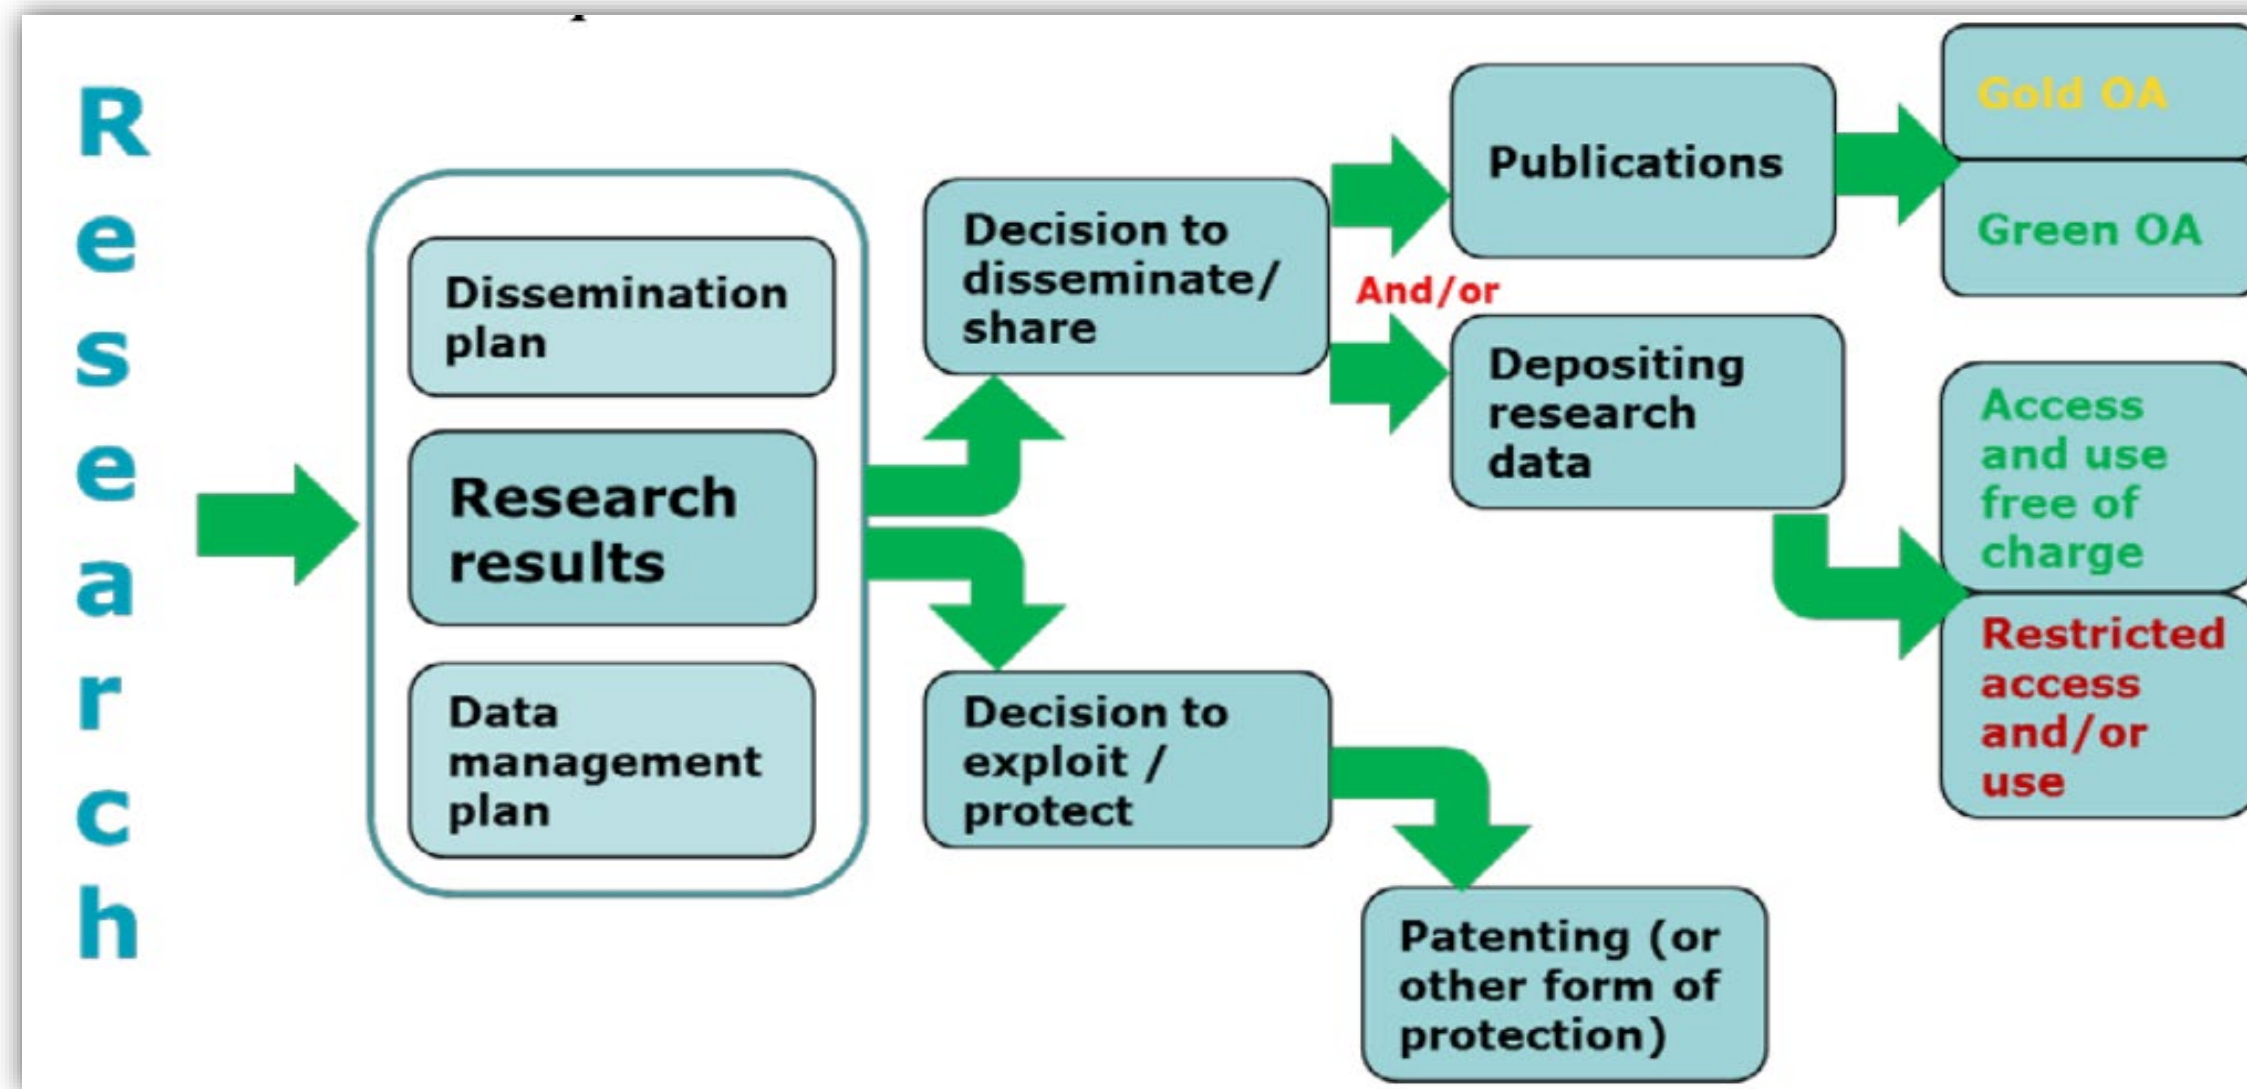 Research
Dissemination
plan
Research
results
Data
management
plan
Decision to
disseminate/
share
Decision to
exploit /
protect
And/or
Publications
Depositing
research
data
Patenting (or
other form of
protection)
Gold OA
Green OA
Access
and use
free of
charge
Restricted
access
and/or
use